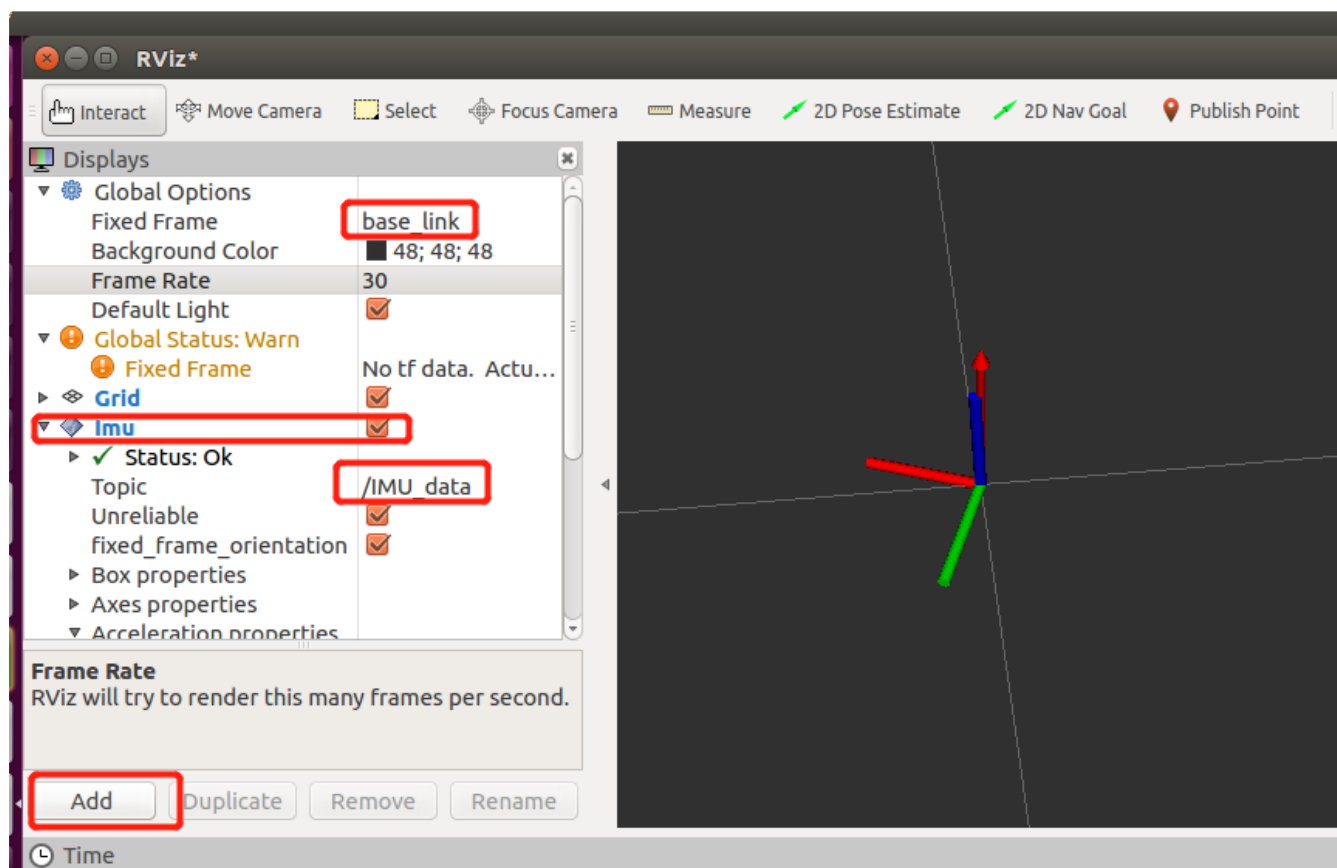 RViz*
Interact Move Camera Select Focus Camera Measure 2D Pose Estimate 2D Nav Goal Publish Point
Displays
Global Options
Fixed Frame base_link
Background Color 48; 48; 48
Frame Rate 30
Default Light
Global Status: Warn
Fixed Frame No tf data. Actu...
Grid
Imu
Status: Ok
Topic /IMU_data
Unreliable
fixed_frame_orientation
Box properties
Axes properties
Acceleration properties
Frame Rate
RViz will try to render this many frames per second.
Add Duplicate Remove Rename
Time